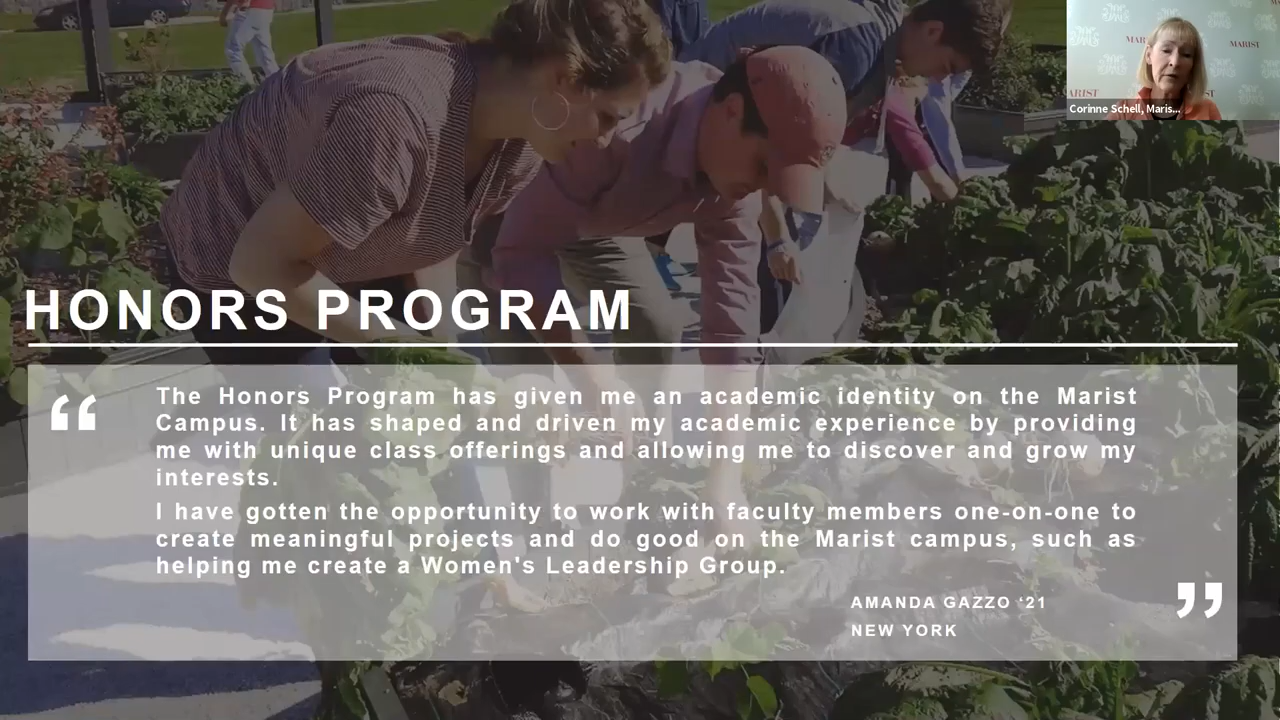 MARIST
MARIST
Corinne Schell, Maris...
HONORS PROGRAM
“
The Honors Program has given me an academic identity on the Marist
Campus. It has shaped and driven my academic experience by providing
me with unique class offerings and allowing me to discover and grow my
interests.
I have gotten the opportunity to work with faculty members one-on-one to
create meaningful projects and do good on the Marist campus, such as
helping me create a Women's Leadership Group.
AMANDA GAZZO ‘21
NEW YORK
”